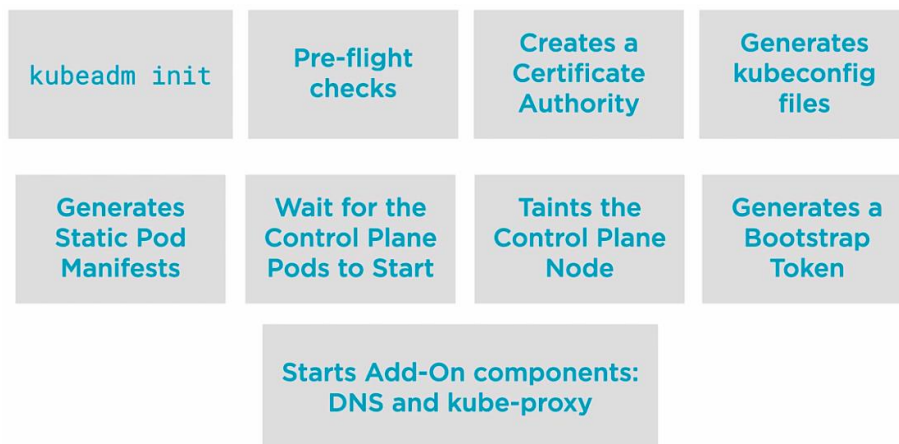 kubeadm init
Pre-flight
checks
Creates a
Certificate
Authority
Generates
kubeconfig
files
Generates
Static Pod
Manifests
Wait for the
Control Plane
Pods to Start
Taints the
Control Plane
Node
Generates a
Bootstrap
Token
Starts Add-On components:
DNS and kube-proxy